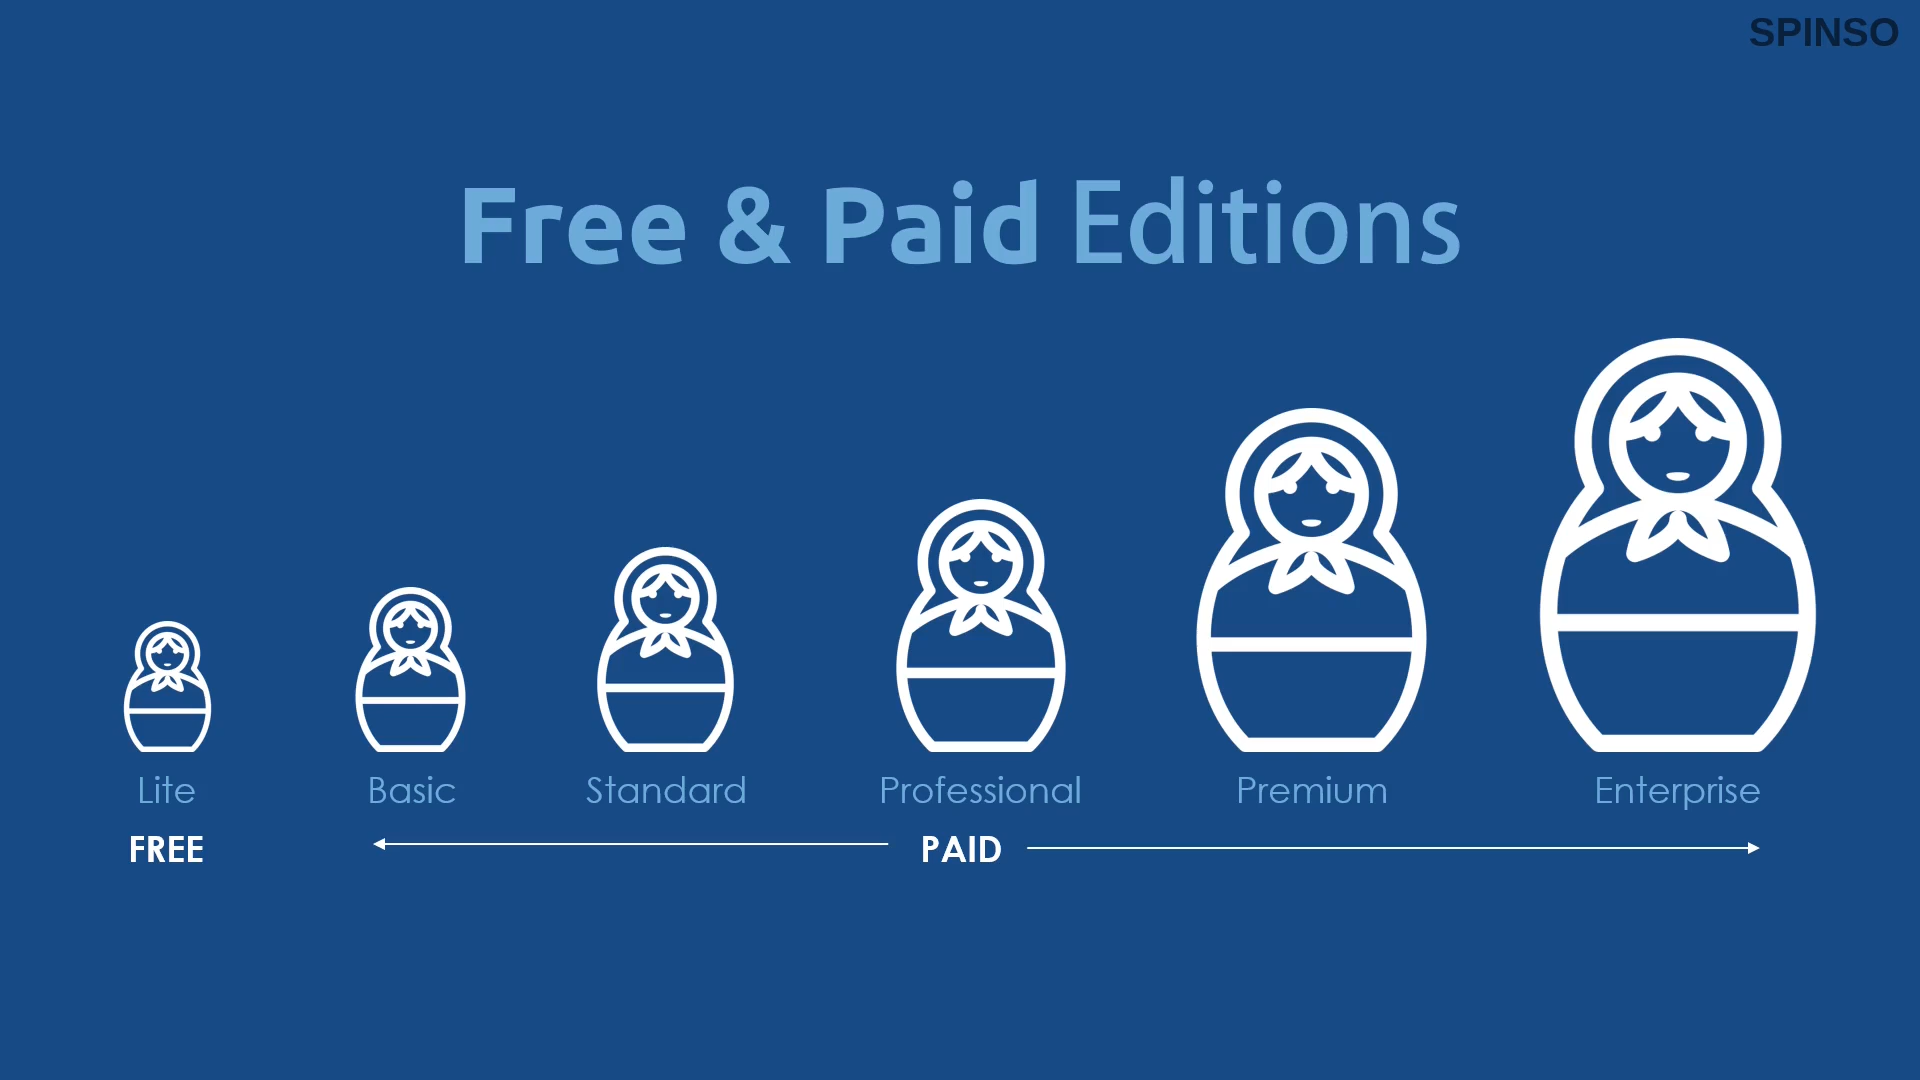 SPINSO
Free & Paid Editions
Lite
Basic
Standard
Professional
Premium
Enterprise
FREE
PAID